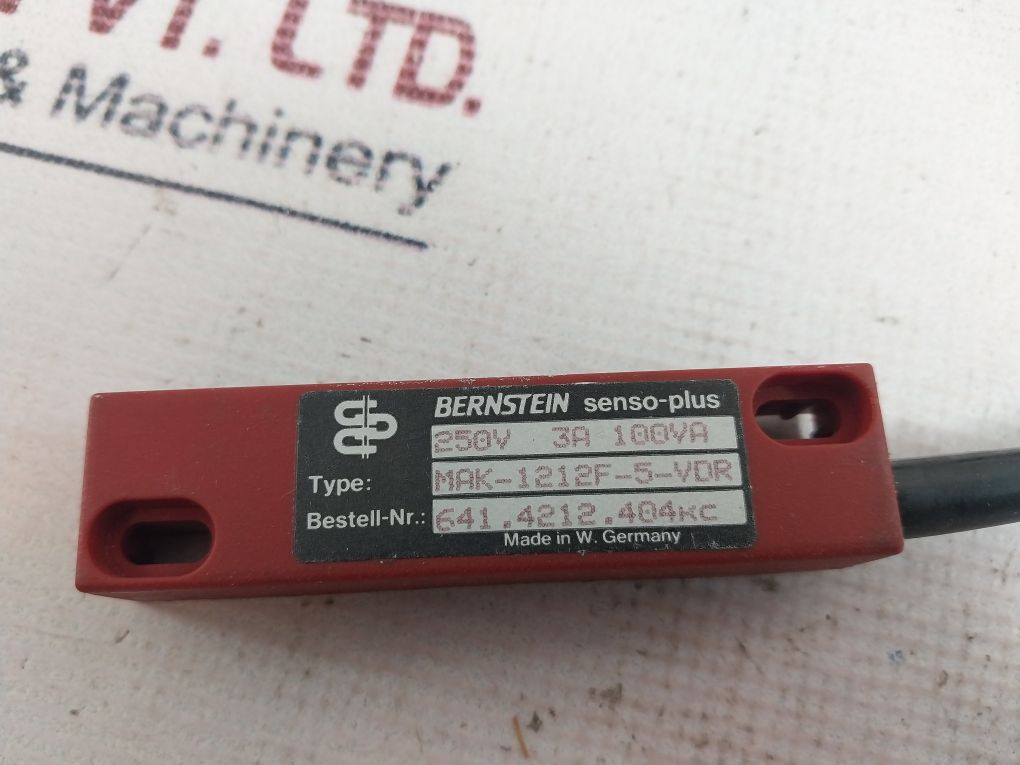 LTD.
& Machinery
BERNSTEIN senso-plus
250V 3A 100VA
Type: MAK-1212F-5-VDR
Bestell-Nr.: 641.4212.404KC
Made in W. Germany